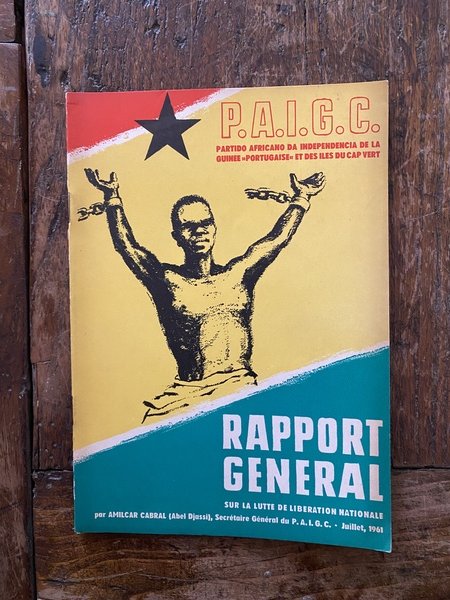 P.A.I.G.C.
PARTIDO AFRICANO DA INDEPENDENCIA DE LA
GUINÉE »PORTUGAISE« ET DES ILES DU CAP VERT
RAPPORT
GENERAL
SUR LA LUTTE DE LIBERATION NATIONALE
par AMILCAR CABRAL (Abel Djassi), Secrétaire Général du P. A. I. G. C. · Juillet, 1961